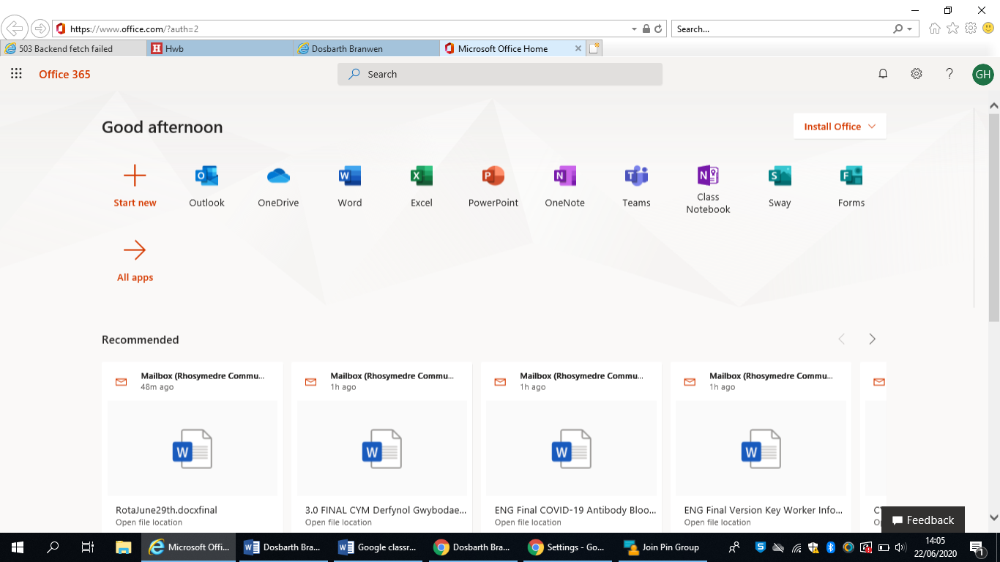 https://www.office.com/?auth=2
Search...
503 Backend fetch failed
Hwb
Dosbarth Branwen
Microsoft Office Home
Office 365
Search
GH
Good afternoon
Install Office
Start new
Outlook
OneDrive
Word
Excel
PowerPoint
OneNote
Teams
Class
Notebook
Sway
Forms
All apps
Recommended
Mailbox (Rhosymedre Commu...
48m ago
RotaJune29th.docxfinal
Open file location
Mailbox (Rhosymedre Commu...
1h ago
3.0 FINAL CYM Derfynol Gwybodae...
Open file location
Mailbox (Rhosymedre Commu...
1h ago
ENG Final COVID-19 Antibody Bloo...
Open file location
Mailbox (Rhosymedre Commu...
1h ago
ENG Final Version Key Worker Info...
Open file location
Feedback
Microsoft Offi...
Dosbarth Bra...
Google classr...
Dosbarth Bra...
Settings - Go...
Join Pin Group
14:05
22/06/2020
1